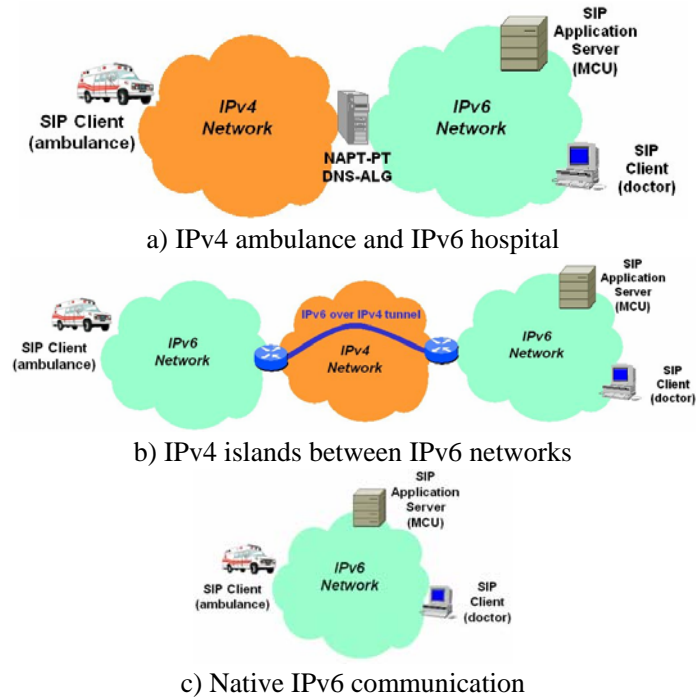 SIP
Application
Server
(MCU)
IPv4
Network
IPv6
Network
SIP Client
(ambulance)
NAPT-PT
DNS-ALG
SIP
Client
(doctor)
a) IPv4 ambulance and IPv6 hospital
SIP
Application
Server
(MCU)
IPv6 over IPv4 tunnel
SIP Client
(ambulance)
IPv6
Network
IPv4
Network
IPv6
Network
SIP
Client
(doctor)
b) IPv4 islands between IPv6 networks
SIP
Application
Server
(MCU)
IPv6
Network
SIP Client
(ambulance)
SIP
Client
(doctor)
c) Native IPv6 communication